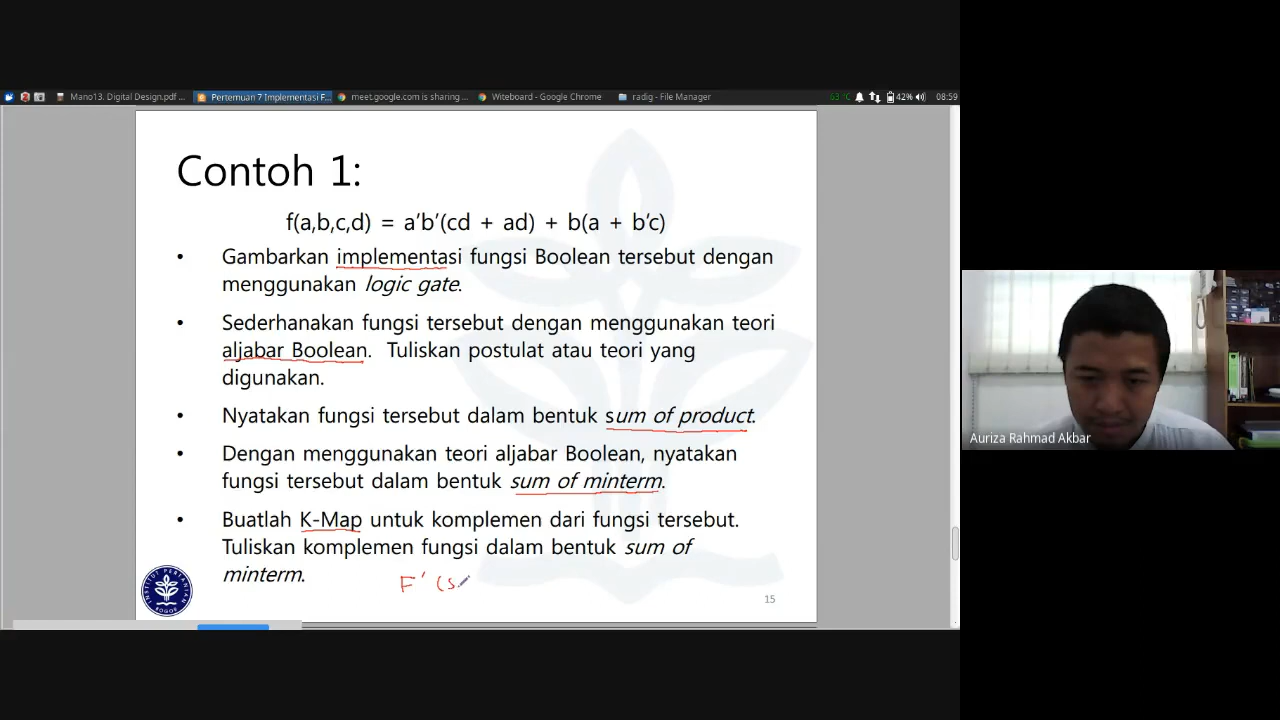 Mano13. Digital Design.pdf ...
Pertemuan 7 Implementasi F...
meet.google.com is sharing ...
Witeboard - Google Chrome
radig - File Manager
63 °C
42%
08:59
Contoh 1:
f(a,b,c,d) = a'b'(cd + ad) + b(a + b'c)
• Gambarkan implementasi fungsi Boolean tersebut dengan
menggunakan logic gate.
• Sederhanakan fungsi tersebut dengan menggunakan teori
aljabar Boolean. Tuliskan postulat atau teori yang
digunakan.
• Nyatakan fungsi tersebut dalam bentuk sum of product.
• Dengan menggunakan teori aljabar Boolean, nyatakan
fungsi tersebut dalam bentuk sum of minterm.
• Buatlah K-Map untuk komplemen dari fungsi tersebut.
Tuliskan komplemen fungsi dalam bentuk sum of
minterm.
F' (s
INSTITUT PERTANIAN
BOGOR
15
Auriza Rahmad Akbar